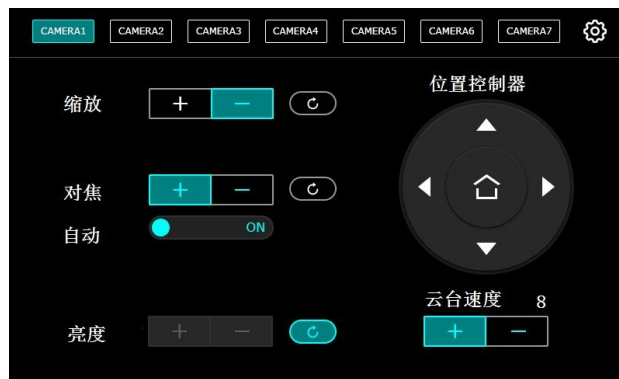 CAMERA1 CAMERA2 CAMERA3 CAMERA4 CAMERA5 CAMERA6 CAMERA7
位置控制器
缩放 + −
对焦 + −
自动 ON
云台速度 8
亮度 + − + −